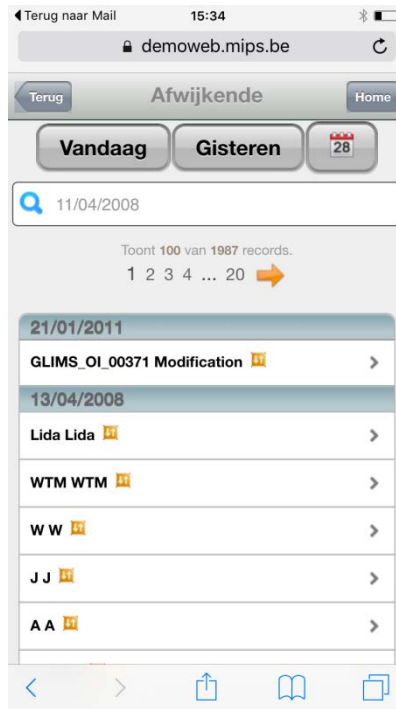 Terug naar Mail 15:34
demoweb.mips.be
Terug Afwijkende Home
Vandaag Gisteren 28
11/04/2008
Toont 100 van 1987 records.
1 2 3 4 ... 20
21/01/2011
GLIMS_OI_00371 Modification
13/04/2008
Lida Lida
WTM WTM
W W
J J
A A